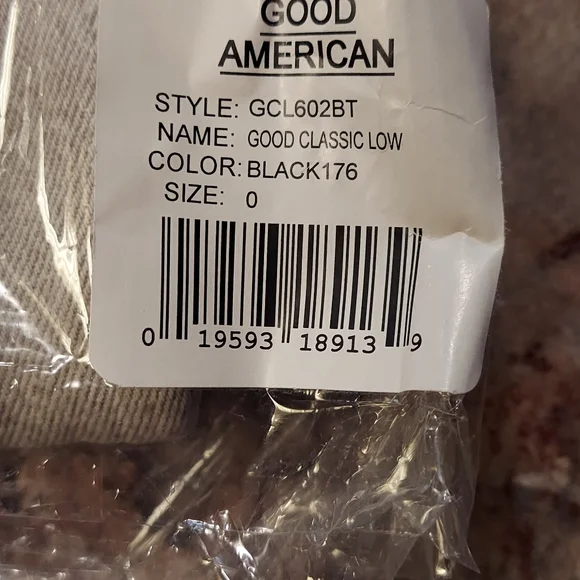 GOOD
AMERICAN
STYLE: GCL602BT
NAME: GOOD CLASSIC LOW
COLOR: BLACK176
SIZE: 0
0 19593 18913 9